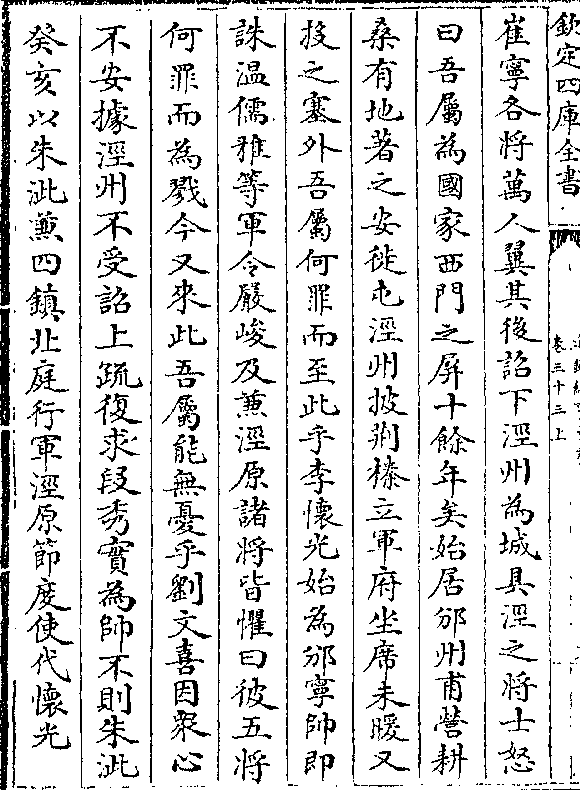 欽定四庫全書
卷三十三上
崔寧各將萬人翼其後詔下涇州為城具涇之將士怒
曰吾屬為國家西門之屏十餘年矣始居邠州甫營耕
桑有地著之安徙屯涇州披荆榛立軍府坐席未暖又
投之塞外吾屬何罪而至此乎李懷光始為邠寧帥即
誅温儒雅等軍令嚴峻及兼涇原諸將皆懼曰彼五將
何罪而為戮今又來此吾屬能無憂乎劉文喜因衆心
不安據涇州不受詔上疏復求段秀實為帥不則朱泚
癸亥以朱泚兼四鎮北庭行軍涇原節度使代懷光